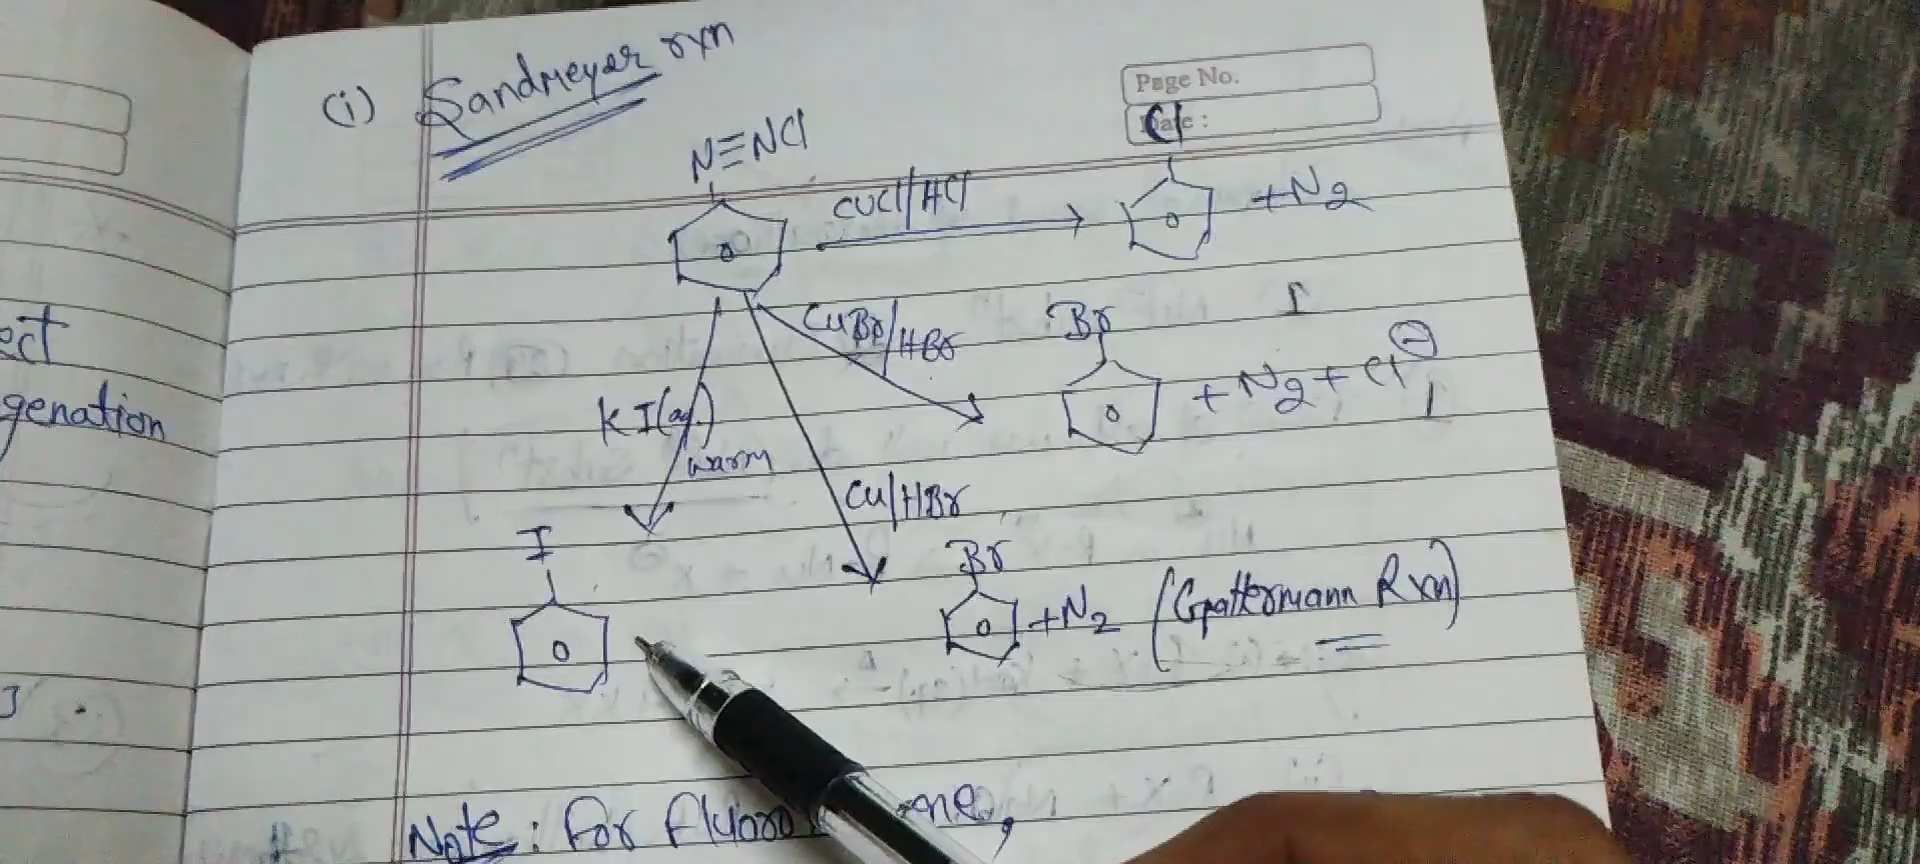 (i) Sandmeyer rxn
Page No.
Date :
N≡NCl
Cl
CuCl/HCl
+N2
ect
genation
CuBr/HBr
Br
+ N2 + Cl⊖
KI(aq.)
warm
Cu/HBr
I
Br
+N2 (Gattermann Rxn)
Note : For Fluoro